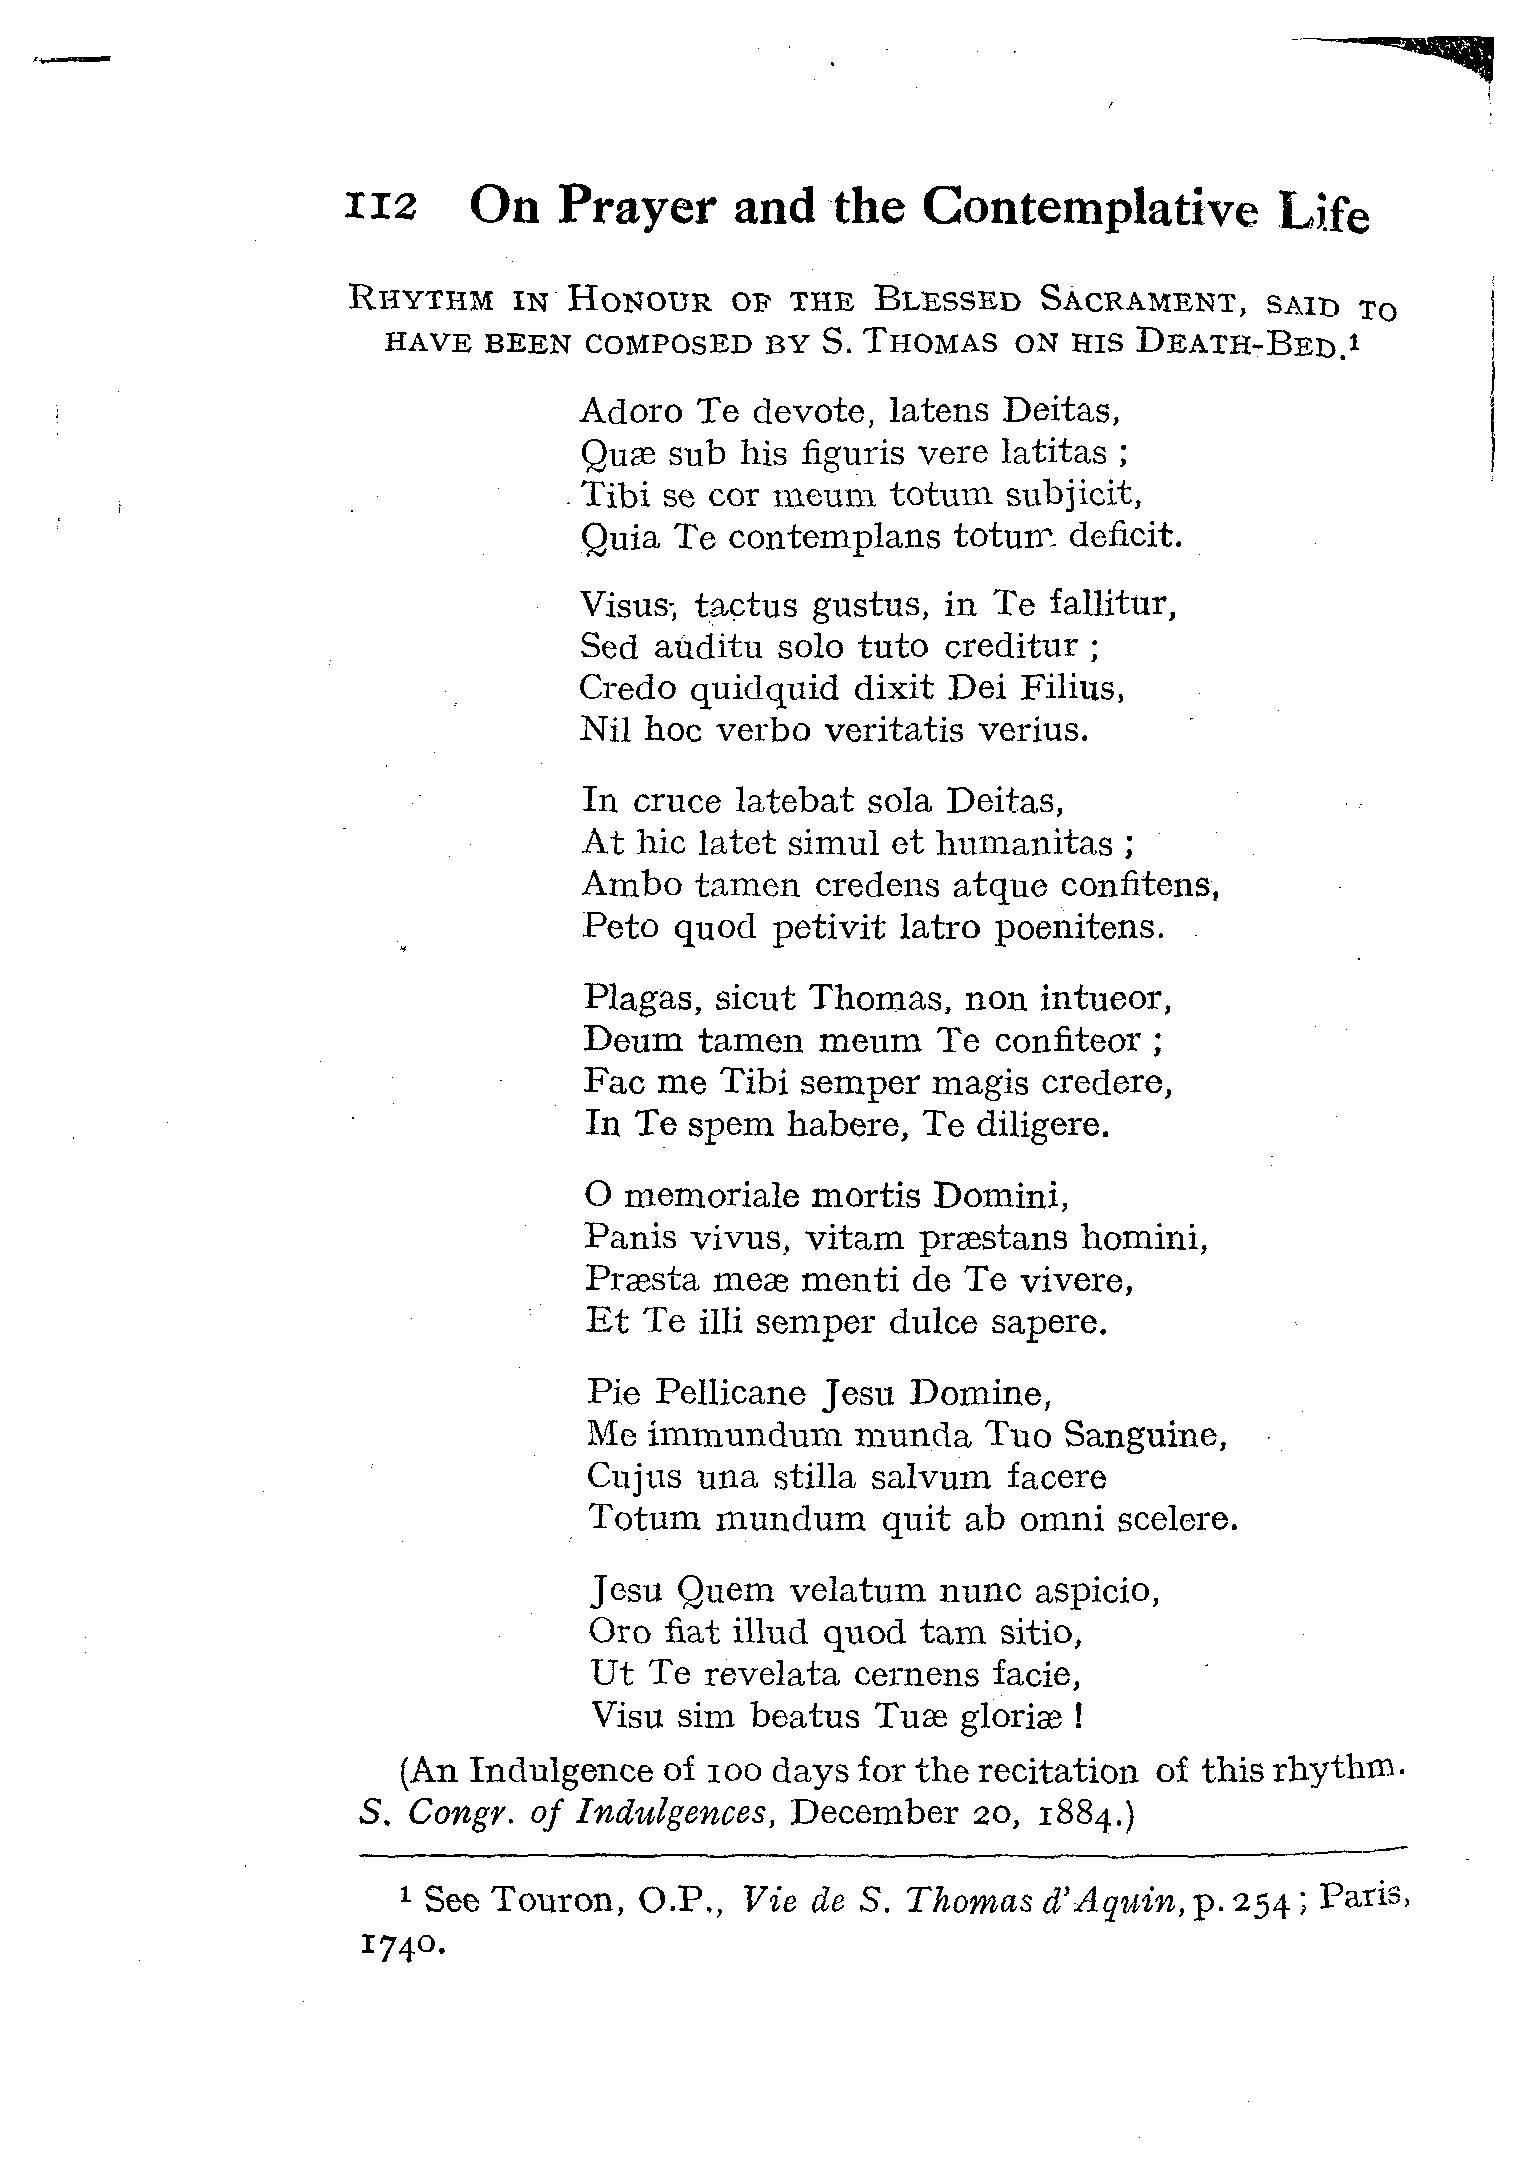 112 On Prayer and the Contemplative Life
Rhythm in Honour of the Blessed Sacrament, said to
have been composed by S. Thomas on his Death-Bed.¹
Adoro Te devote, latens Deitas,
Quæ sub his figuris vere latitas ;
Tibi se cor meum totum subjicit,
Quia Te contemplans totum deficit.
Visus, tactus gustus, in Te fallitur,
Sed auditu solo tuto creditur ;
Credo quidquid dixit Dei Filius,
Nil hoc verbo veritatis verius.
In cruce latebat sola Deitas,
At hic latet simul et humanitas ;
Ambo tamen credens atque confitens,
Peto quod petivit latro poenitens.
Plagas, sicut Thomas, non intueor,
Deum tamen meum Te confiteor ;
Fac me Tibi semper magis credere,
In Te spem habere, Te diligere.
O memoriale mortis Domini,
Panis vivus, vitam præstans homini,
Præsta meæ menti de Te vivere,
Et Te illi semper dulce sapere.
Pie Pellicane Jesu Domine,
Me immundum munda Tuo Sanguine,
Cujus una stilla salvum facere
Totum mundum quit ab omni scelere.
Jesu Quem velatum nunc aspicio,
Oro fiat illud quod tam sitio,
Ut Te revelata cernens facie,
Visu sim beatus Tuæ gloriæ !
(An Indulgence of 100 days for the recitation of this rhythm.
S. Congr. of Indulgences, December 20, 1884.)
¹ See Touron, O.P., Vie de S. Thomas d'Aquin, p. 254 ; Paris,
1740.